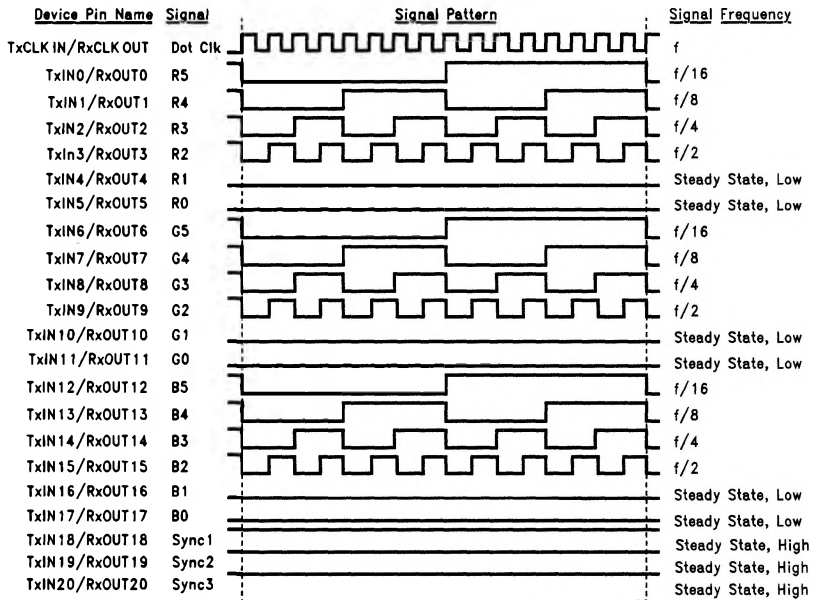 Device Pin Name Signal Signal Pattern Signal Frequency
TxCLK IN/RxCLK OUT Dot Clk f
TxIN0/RxOUT0 R5 f/16
TxIN1/RxOUT1 R4 f/8
TxIN2/RxOUT2 R3 f/4
TxIn3/RxOUT3 R2 f/2
TxIN4/RxOUT4 R1 Steady State, Low
TxIN5/RxOUT5 R0 Steady State, Low
TxIN6/RxOUT6 G5 f/16
TxIN7/RxOUT7 G4 f/8
TxIN8/RxOUT8 G3 f/4
TxIN9/RxOUT9 G2 f/2
TxIN10/RxOUT10 G1 Steady State, Low
TxIN11/RxOUT11 G0 Steady State, Low
TxIN12/RxOUT12 B5 f/16
TxIN13/RxOUT13 B4 f/8
TxIN14/RxOUT14 B3 f/4
TxIN15/RxOUT15 B2 f/2
TxIN16/RxOUT16 B1 Steady State, Low
TxIN17/RxOUT17 B0 Steady State, Low
TxIN18/RxOUT18 Sync1 Steady State, High
TxIN19/RxOUT19 Sync2 Steady State, High
TxIN20/RxOUT20 Sync3 Steady State, High